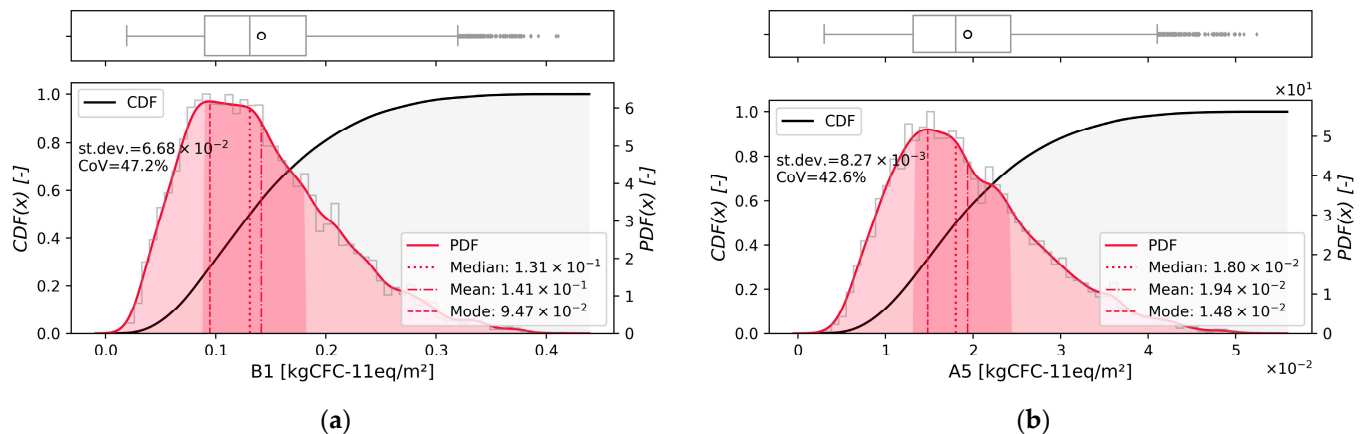 CDF
st.dev.=6.68 × 10⁻²
CoV=47.2%
CDF(x) [-]
1.0
0.8
0.6
0.4
0.2
0.0
PDF
Median: 1.31 × 10⁻¹
Mean: 1.41 × 10⁻¹
Mode: 9.47 × 10⁻²
6
5
4
3
2
1
0
PDF(x) [-]
0.0 0.1 0.2 0.3 0.4
B1 [kgCFC-11eq/m²]
(a)
×10¹
CDF
st.dev.=8.27 × 10⁻³
CoV=42.6%
CDF(x) [-]
1.0
0.8
0.6
0.4
0.2
0.0
PDF
Median: 1.80 × 10⁻²
Mean: 1.94 × 10⁻²
Mode: 1.48 × 10⁻²
5
4
3
2
1
0
PDF(x) [-]
0 1 2 3 4 5
A5 [kgCFC-11eq/m²]
×10⁻²
(b)